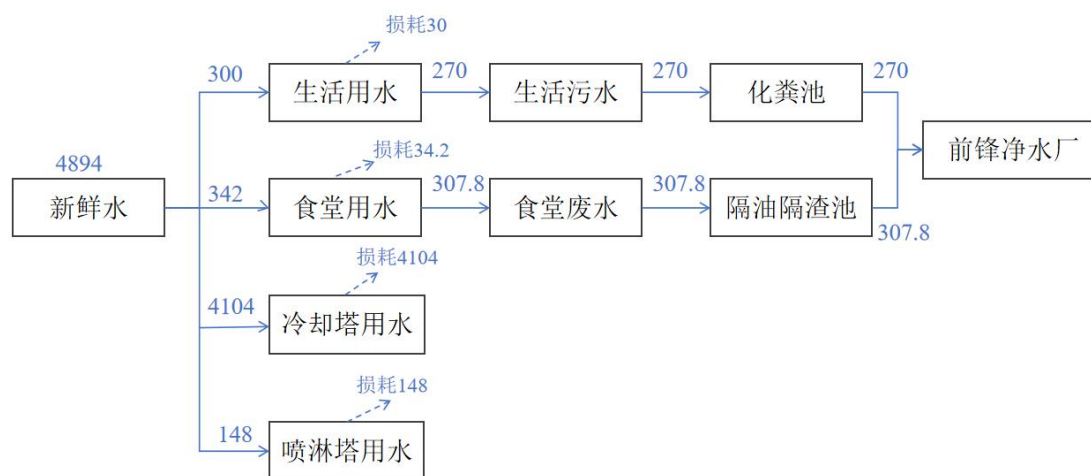 损耗30
300
生活用水
270
生活污水
270
化粪池
270
前锋净水厂
4894
新鲜水
损耗34.2
342
食堂用水
307.8
食堂废水
307.8
隔油隔渣池
307.8
损耗4104
4104
冷却塔用水
损耗148
148
喷淋塔用水